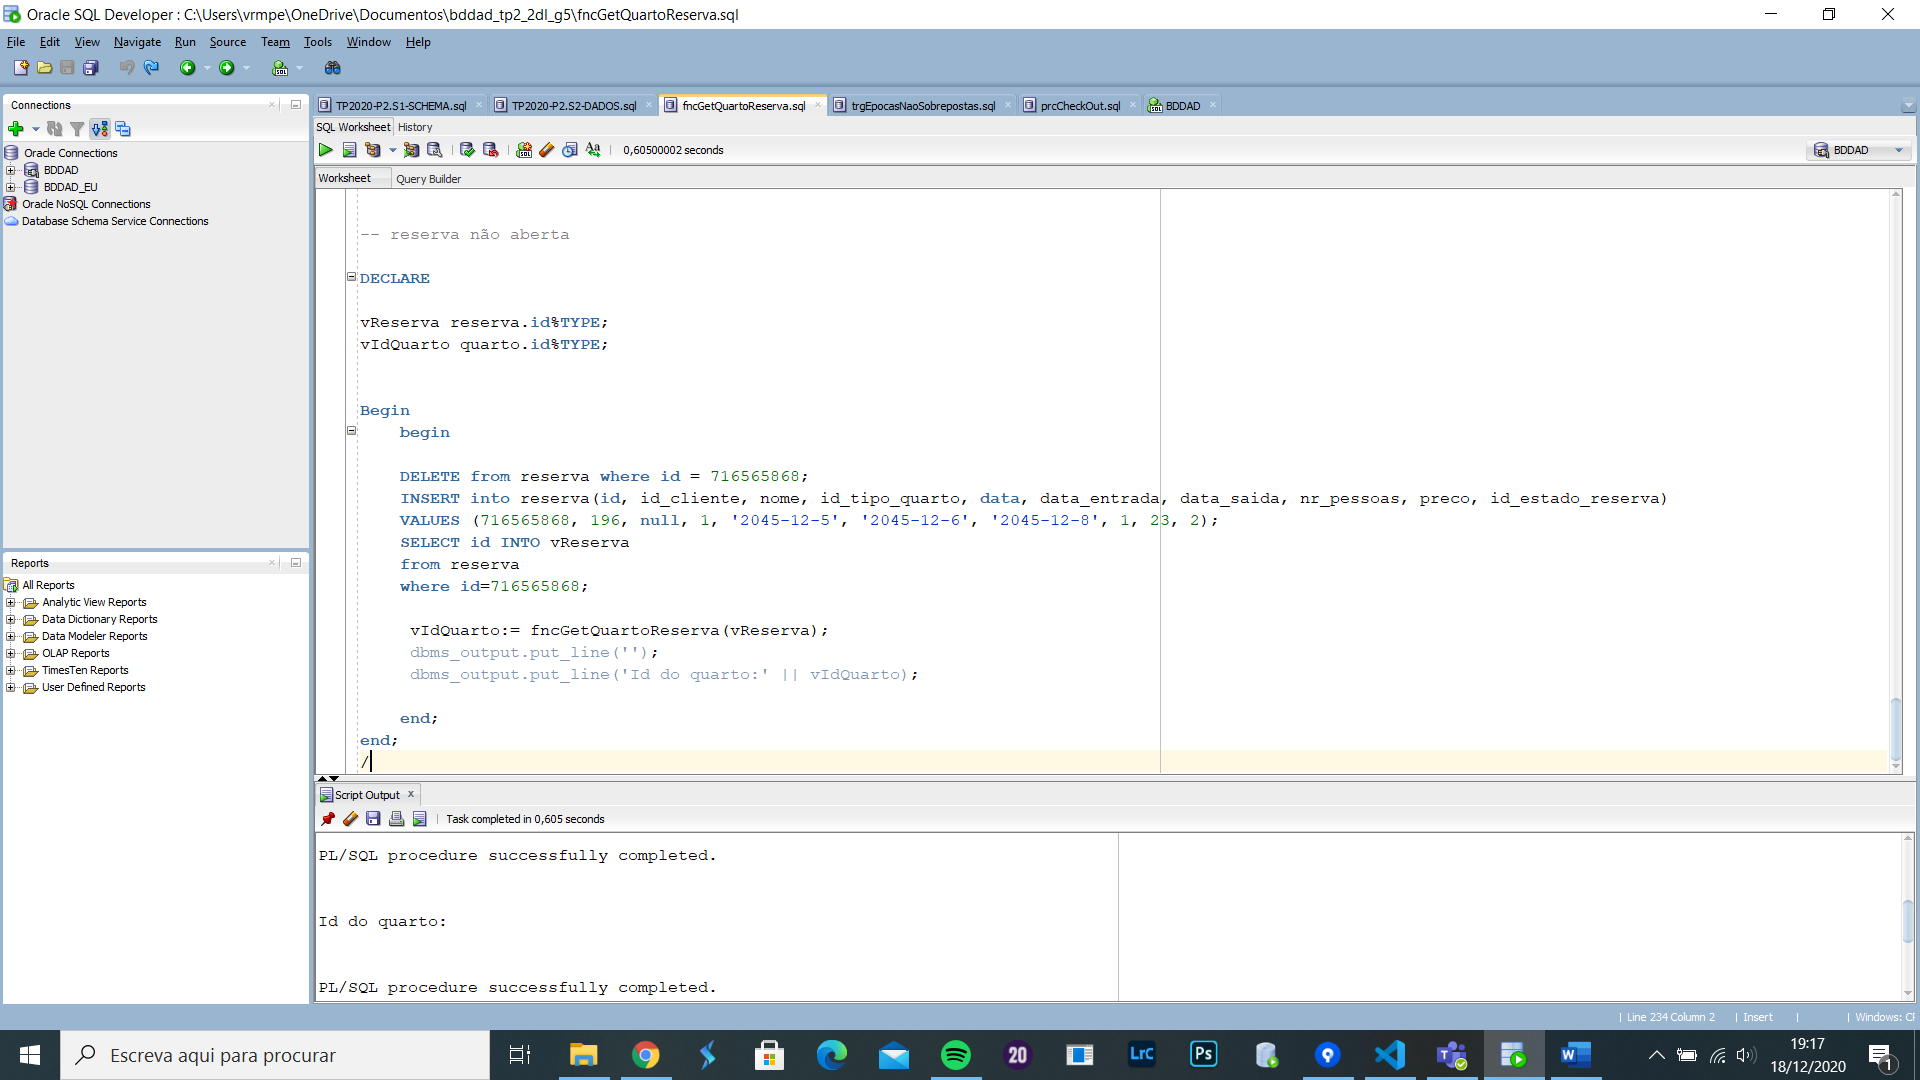 Oracle SQL Developer : C:\Users\vrmpe\OneDrive\Documentos\bddad_tp2_2dl_g5\fncGetQuartoReserva.sql
File Edit View Navigate Run Source Team Tools Window Help
Connections
Oracle Connections
BDDAD
BDDAD_EU
Oracle NoSQL Connections
Database Schema Service Connections
Reports
All Reports
Analytic View Reports
Data Dictionary Reports
Data Modeler Reports
OLAP Reports
TimesTen Reports
User Defined Reports
TP2020-P2.S1-SCHEMA.sql TP2020-P2.S2-DADOS.sql fncGetQuartoReserva.sql trgEpocasNaoSobrepostas.sql prcCheckOut.sql BDDAD
SQL Worksheet History
0,60500002 seconds
BDDAD
Worksheet Query Builder
-- reserva não aberta
DECLARE
vReserva reserva.id%TYPE;
vIdQuarto quarto.id%TYPE;
Begin
begin
DELETE from reserva where id = 716565868;
INSERT into reserva(id, id_cliente, nome, id_tipo_quarto, data, data_entrada, data_saida, nr_pessoas, preco, id_estado_reserva)
VALUES (716565868, 196, null, 1, '2045-12-5', '2045-12-6', '2045-12-8', 1, 23, 2);
SELECT id INTO vReserva
from reserva
where id=716565868;
vIdQuarto:= fncGetQuartoReserva(vReserva);
dbms_output.put_line('');
dbms_output.put_line('Id do quarto:' || vIdQuarto);
end;
end;
/
Script Output
Task completed in 0,605 seconds
PL/SQL procedure successfully completed.
Id do quarto:
PL/SQL procedure successfully completed.
Line 234 Column 2 Insert Windows:
Escreva aqui para procurar
20
LrC
Ps
19:17
18/12/2020
1